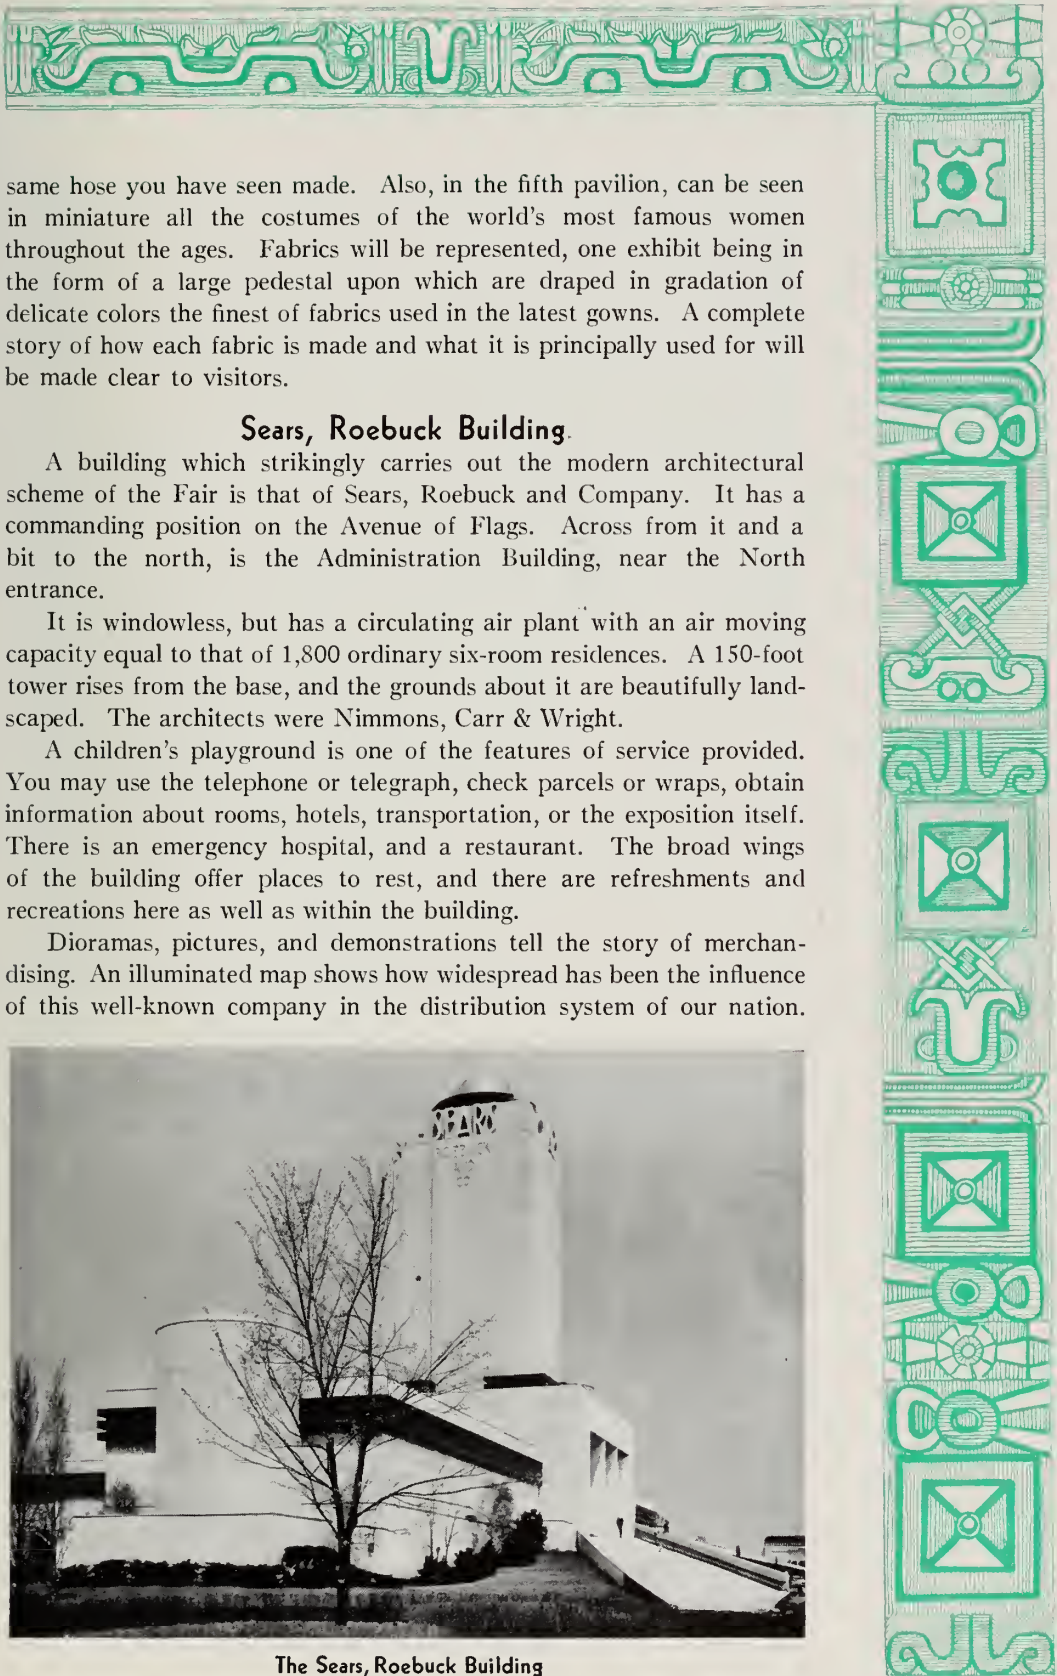 same hose you have seen made. Also, in the fifth pavilion, can be seen
in miniature all the costumes of the world's most famous women
throughout the ages. Fabrics will be represented, one exhibit being in
the form of a large pedestal upon which are draped in gradation of
delicate colors the finest of fabrics used in the latest gowns. A complete
story of how each fabric is made and what it is principally used for will
be made clear to visitors.
Sears, Roebuck Building
A building which strikingly carries out the modern architectural
scheme of the Fair is that of Sears, Roebuck and Company. It has a
commanding position on the Avenue of Flags. Across from it and a
bit to the north, is the Administration Building, near the North
entrance.
It is windowless, but has a circulating air plant with an air moving
capacity equal to that of 1,800 ordinary six-room residences. A 150-foot
tower rises from the base, and the grounds about it are beautifully land-
scaped. The architects were Nimmons, Carr & Wright.
A children's playground is one of the features of service provided.
You may use the telephone or telegraph, check parcels or wraps, obtain
information about rooms, hotels, transportation, or the exposition itself.
There is an emergency hospital, and a restaurant. The broad wings
of the building offer places to rest, and there are refreshments and
recreations here as well as within the building.
Dioramas, pictures, and demonstrations tell the story of merchan-
dising. An illuminated map shows how widespread has been the influence
of this well-known company in the distribution system of our nation.
SEARS
The Sears, Roebuck Building